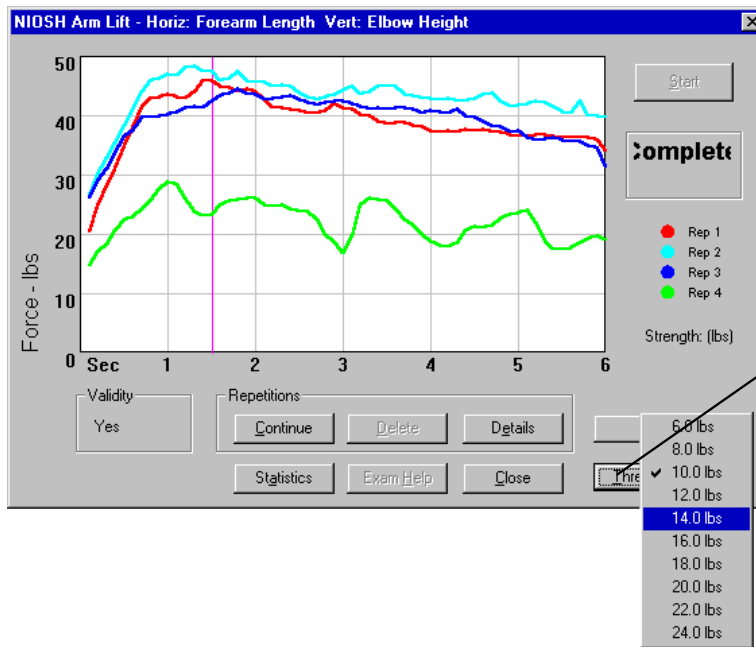 NIOSH Arm Lift - Horiz: Forearm Length Vert: Elbow Height
50
40
30
20
10
0
Force - lbs
Sec 1 2 3 4 5 6
Start
Complete
Rep 1
Rep 2
Rep 3
Rep 4
Strength: (lbs)
Validity
Yes
Repetitions
Continue Delete Details
Statistics Exam Help Close
Thre
6.0 lbs
8.0 lbs
10.0 lbs
12.0 lbs
14.0 lbs
16.0 lbs
18.0 lbs
20.0 lbs
22.0 lbs
24.0 lbs